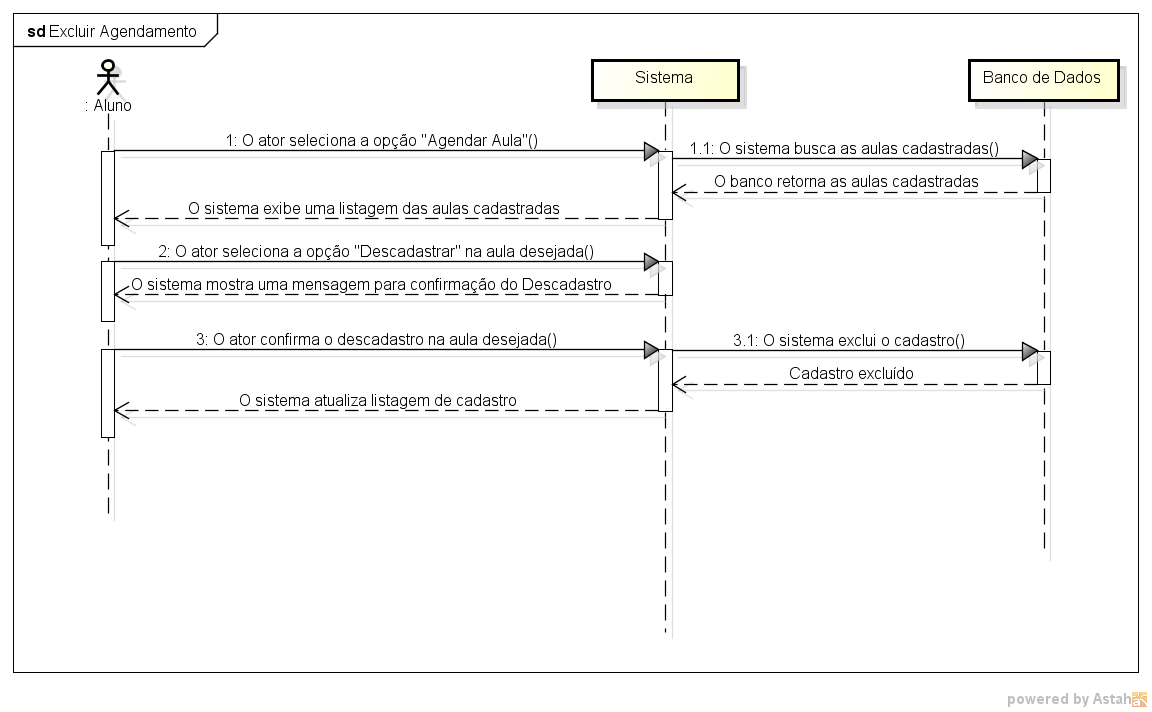 sd Excluir Agendamento
: Aluno
Sistema
Banco de Dados
1: O ator seleciona a opção "Agendar Aula"()
1.1: O sistema busca as aulas cadastradas()
O banco retorna as aulas cadastradas
O sistema exibe uma listagem das aulas cadastradas
2: O ator seleciona a opção "Descadastrar" na aula desejada()
O sistema mostra uma mensagem para confirmação do Descadastro
3: O ator confirma o descadastro na aula desejada()
3.1: O sistema exclui o cadastro()
Cadastro excluído
O sistema atualiza listagem de cadastro
powered by Astah